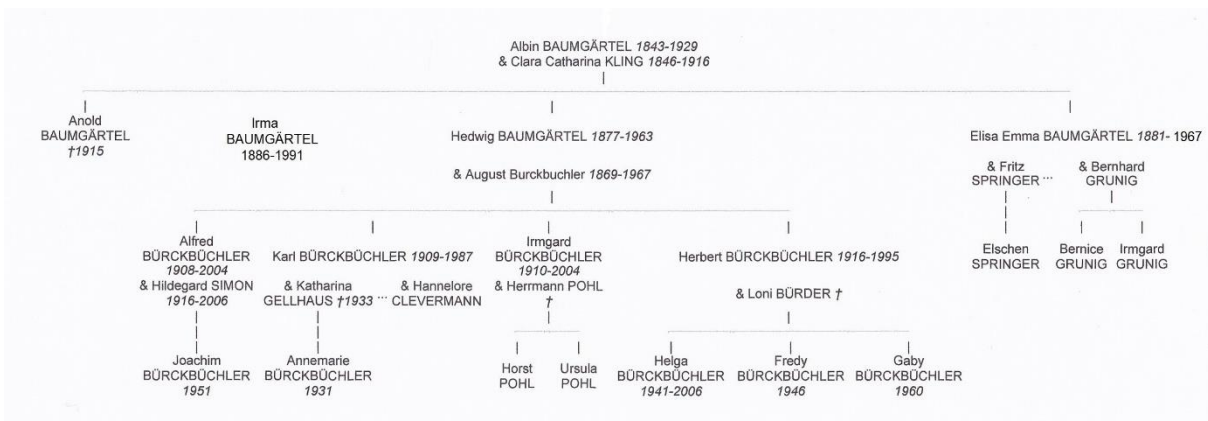 Albin BAUMGÄRTEL 1843-1929
& Clara Catharina KLING 1846-1916
Anold
BAUMGÄRTEL
†1915
Irma
BAUMGÄRTEL
1886-1991
Hedwig BAUMGÄRTEL 1877-1963
& August Burckbuchler 1869-1967
Elisa Emma BAUMGÄRTEL 1881- 1967
& Fritz
SPRINGER ...
& Bernhard
GRUNIG
Elschen
SPRINGER
Bernice
GRUNIG
Irmgard
GRUNIG
Alfred
BÜRCKBÜCHLER
1908-2004
& Hildegard SIMON
1916-2006
Karl BÜRCKBÜCHLER 1909-1987
& Katharina
GELLHAUS †1933 ...
& Hannelore
CLEVERMANN
Irmgard
BÜRCKBÜCHLER
1910-2004
& Herrmann POHL
†
Herbert BÜRCKBÜCHLER 1916-1995
& Loni BÜRDER †
Joachim
BÜRCKBÜCHLER
1951
Annemarie
BÜRCKBÜCHLER
1931
Horst
POHL
Ursula
POHL
Helga
BÜRCKBÜCHLER
1941-2006
Fredy
BÜRCKBÜCHLER
1946
Gaby
BÜRCKBÜCHLER
1960